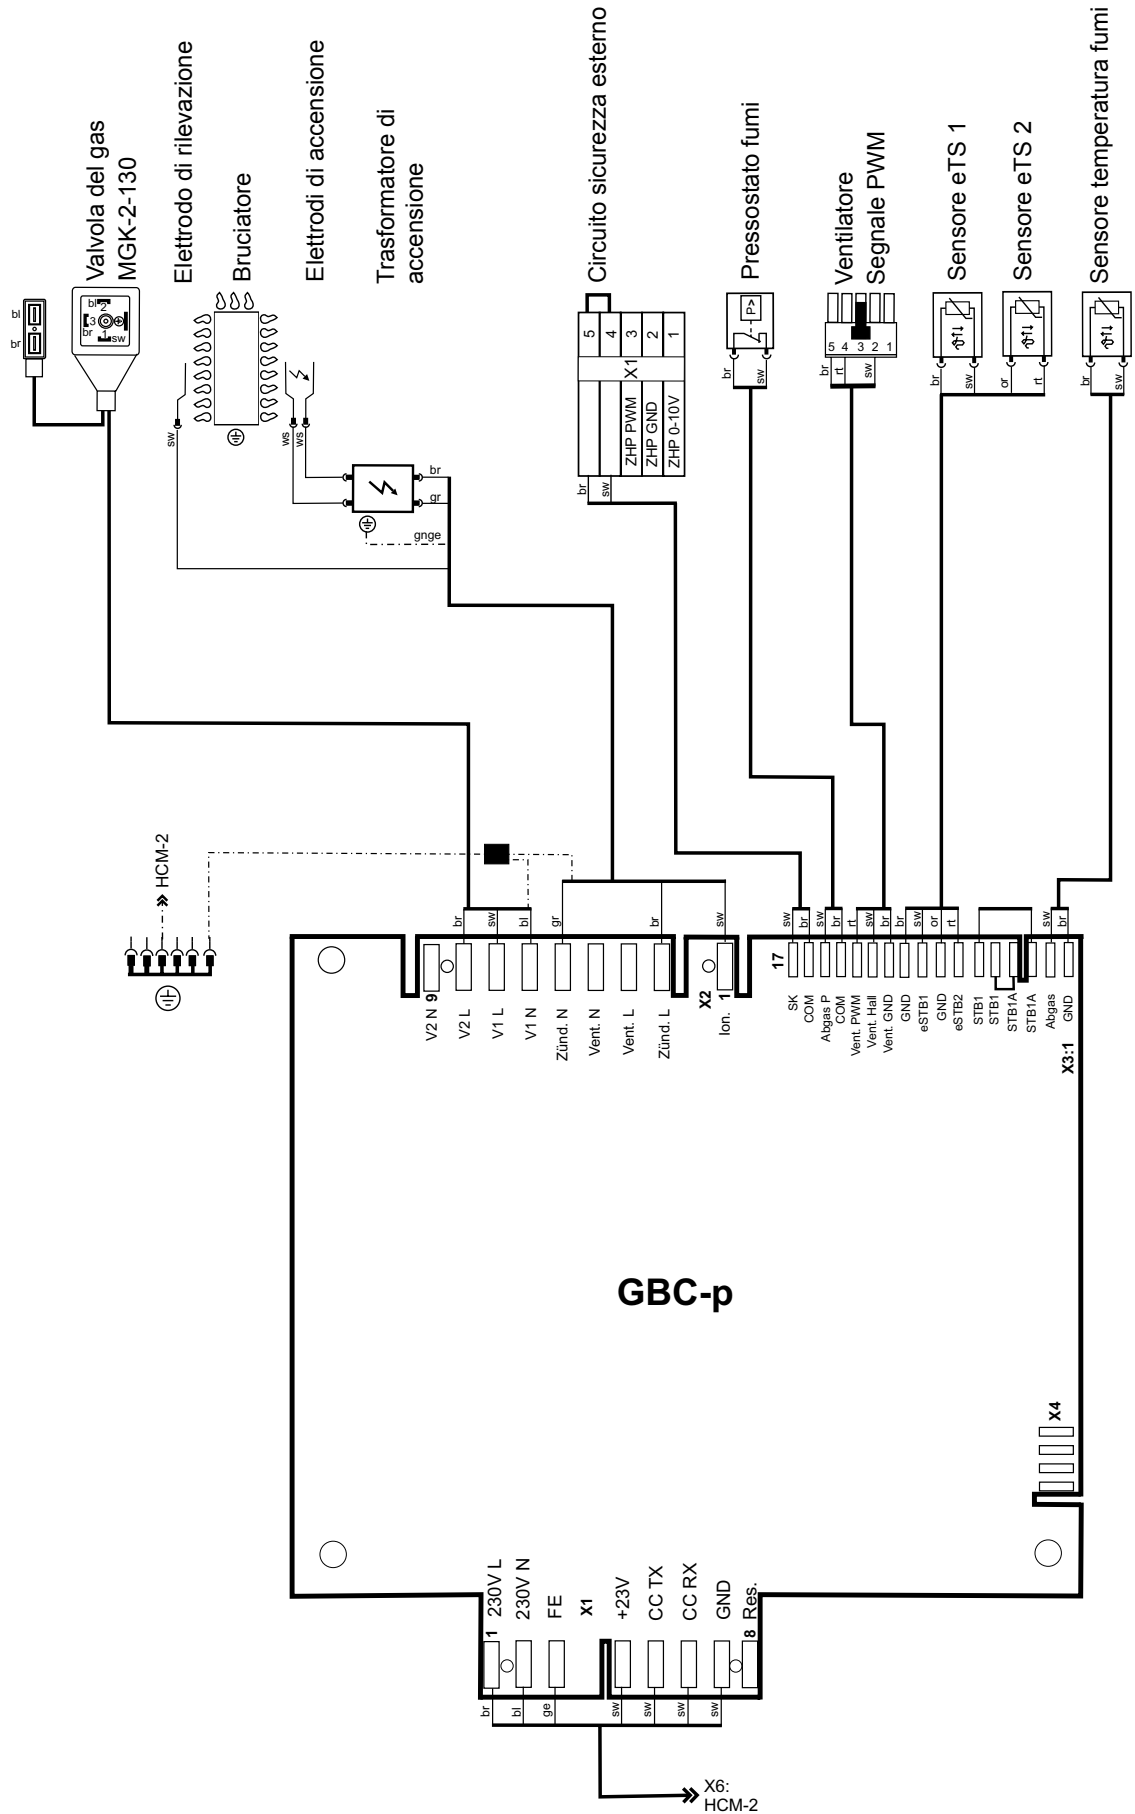 bl
br
bl 2
3
br
1
sw
Valvola del gas
MGK-2-130
Elettrodo di rilevazione
Bruciatore
Elettrodi di accensione
Trasformatore di
accensione
sw
ws
ws
br
gr
gnge
Circuito sicurezza esterno
5
4
3
2
1
X1
ZHP PWM
ZHP GND
ZHP 0-10V
br
sw
Pressostato fumi
P>
br
sw
Ventilatore
Segnale PWM
5 4 3 2 1
br
rt
sw
Sensore eTS 1
br
sw
Sensore eTS 2
or
rt
Sensore temperatura fumi
br
sw
HCM-2
br
sw
bl
gr
br
sw
sw
br
sw
br
rt
sw
br
br
sw
or
rt
sw
br
V2 N 9
V2 L
V1 L
V1 N
Zünd. N
Vent. N
Vent. L
Zünd. L
X2
Ion. 1
17
SK
COM
Abgas P
COM
Vent. PWM
Vent. Hall
Vent. GND
GND
eSTB1
GND
eSTB2
STB1
STB1
STB1A
STB1A
Abgas
GND
X3:1
GBC-p
X4
1 230V L
230V N
FE
X1
+23V
CC TX
CC RX
GND
8 Res.
br
bl
ge
sw
sw
sw
sw
X6:
HCM-2